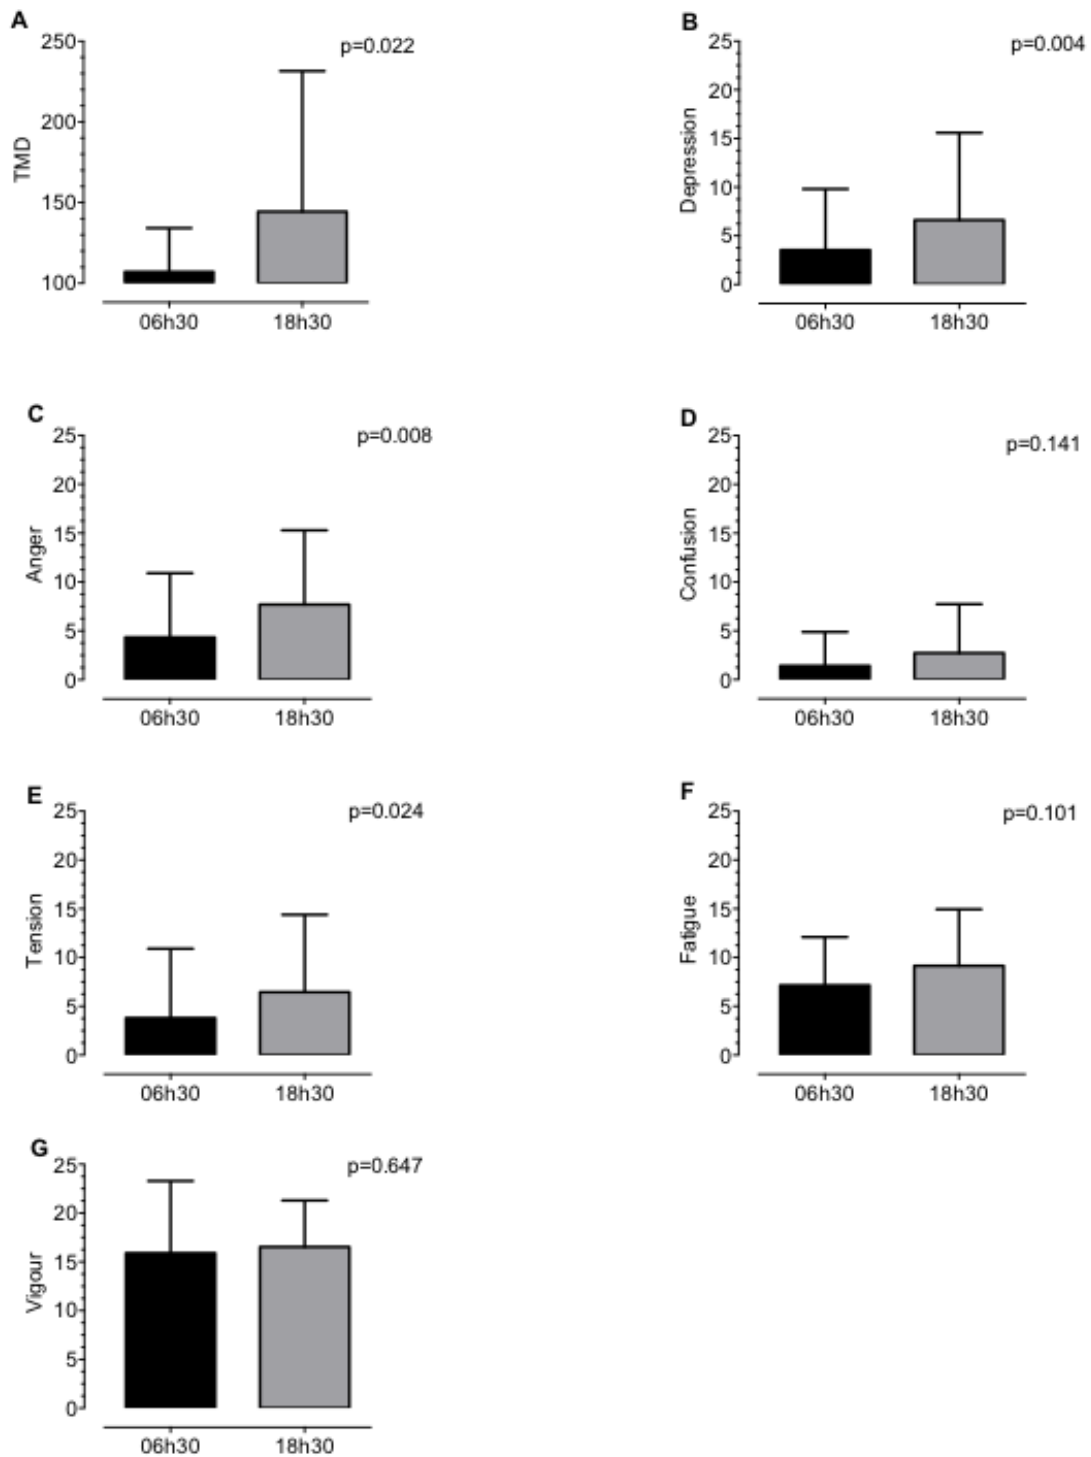 A
p=0.022
TMD
250
200
150
100
06h30 18h30
B
p=0.004
Depression
25
20
15
10
5
0
06h30 18h30
C
p=0.008
Anger
25
20
15
10
5
0
06h30 18h30
D
p=0.141
Confusion
25
20
15
10
5
0
06h30 18h30
E
p=0.024
Tension
25
20
15
10
5
0
06h30 18h30
F
p=0.101
Fatigue
25
20
15
10
5
0
06h30 18h30
G
p=0.647
Vigour
25
20
15
10
5
0
06h30 18h30